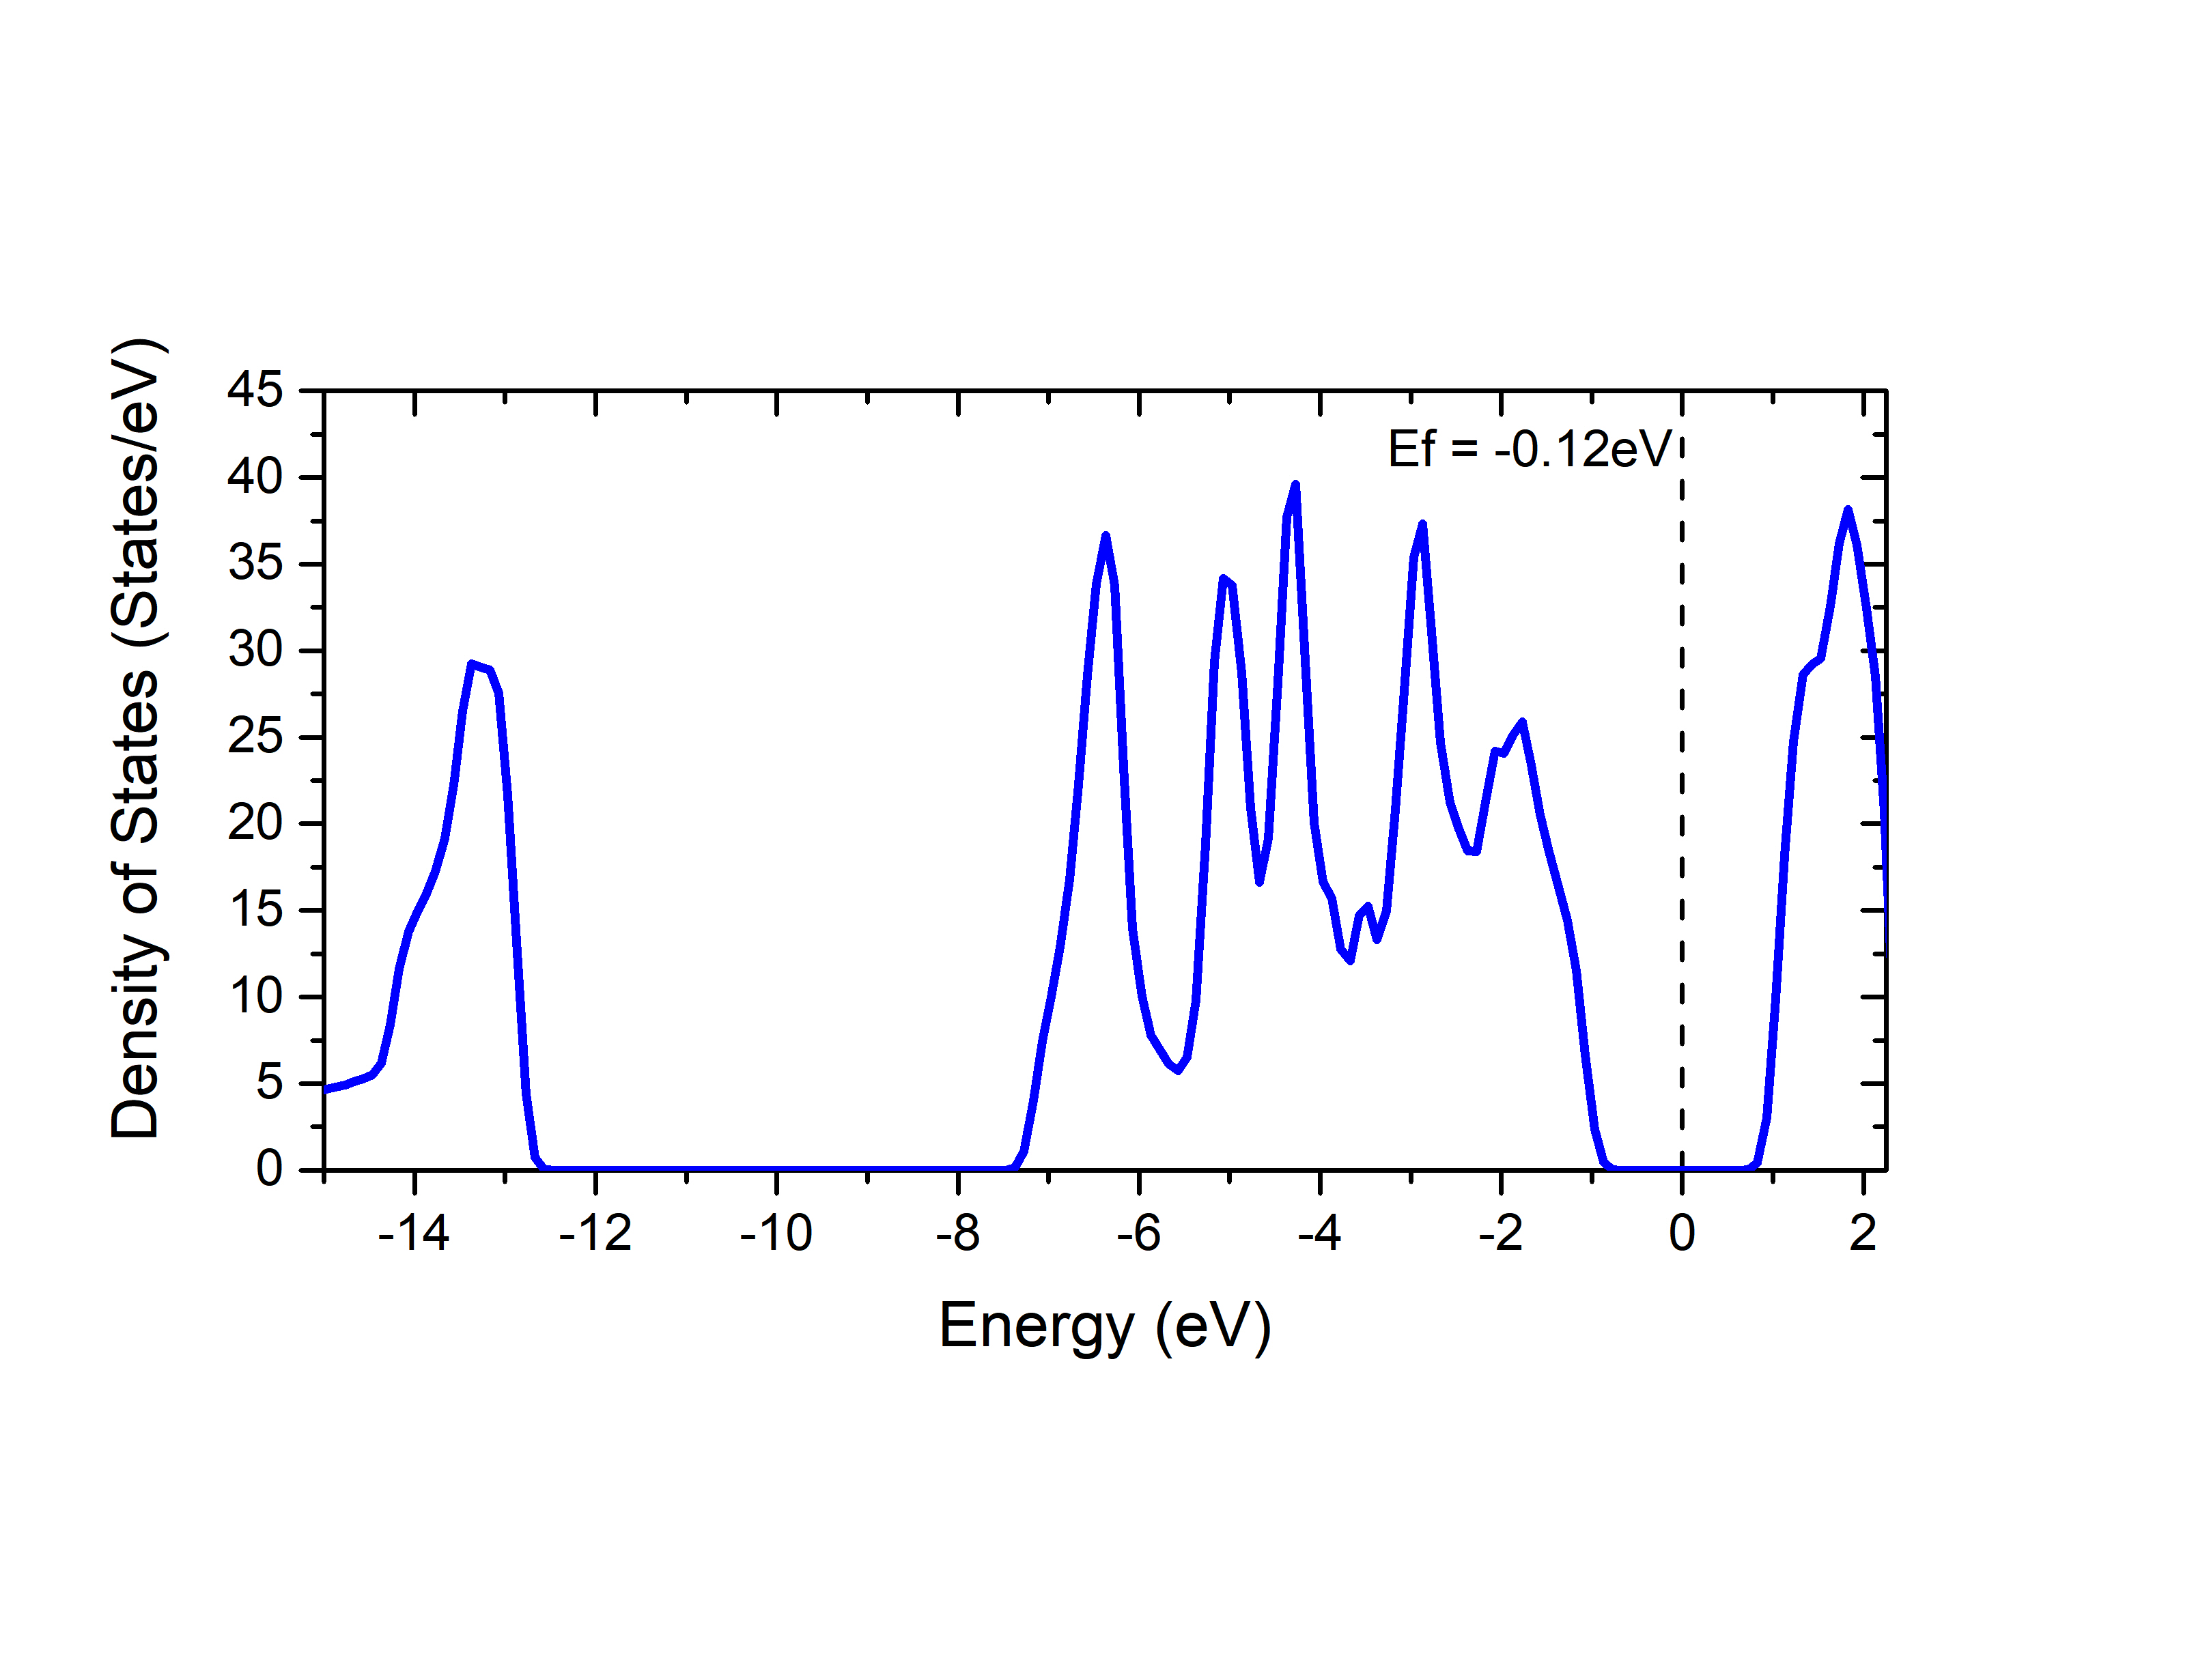 Density of States (States/eV)
45
40
35
30
25
20
15
10
5
0
Ef = -0.12eV
-14 -12 -10 -8 -6 -4 -2 0 2
Energy (eV)